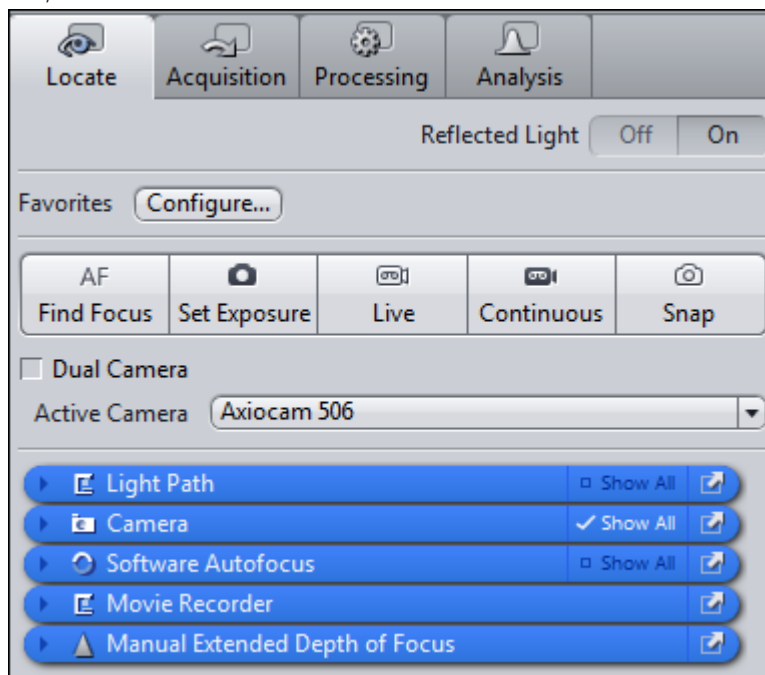 Locate Acquisition Processing Analysis
Reflected Light Off On
Favorites Configure...
AF
Find Focus Set Exposure Live Continuous Snap
Dual Camera
Active Camera Axiocam 506
Light Path Show All
Camera Show All
Software Autofocus Show All
Movie Recorder
Manual Extended Depth of Focus